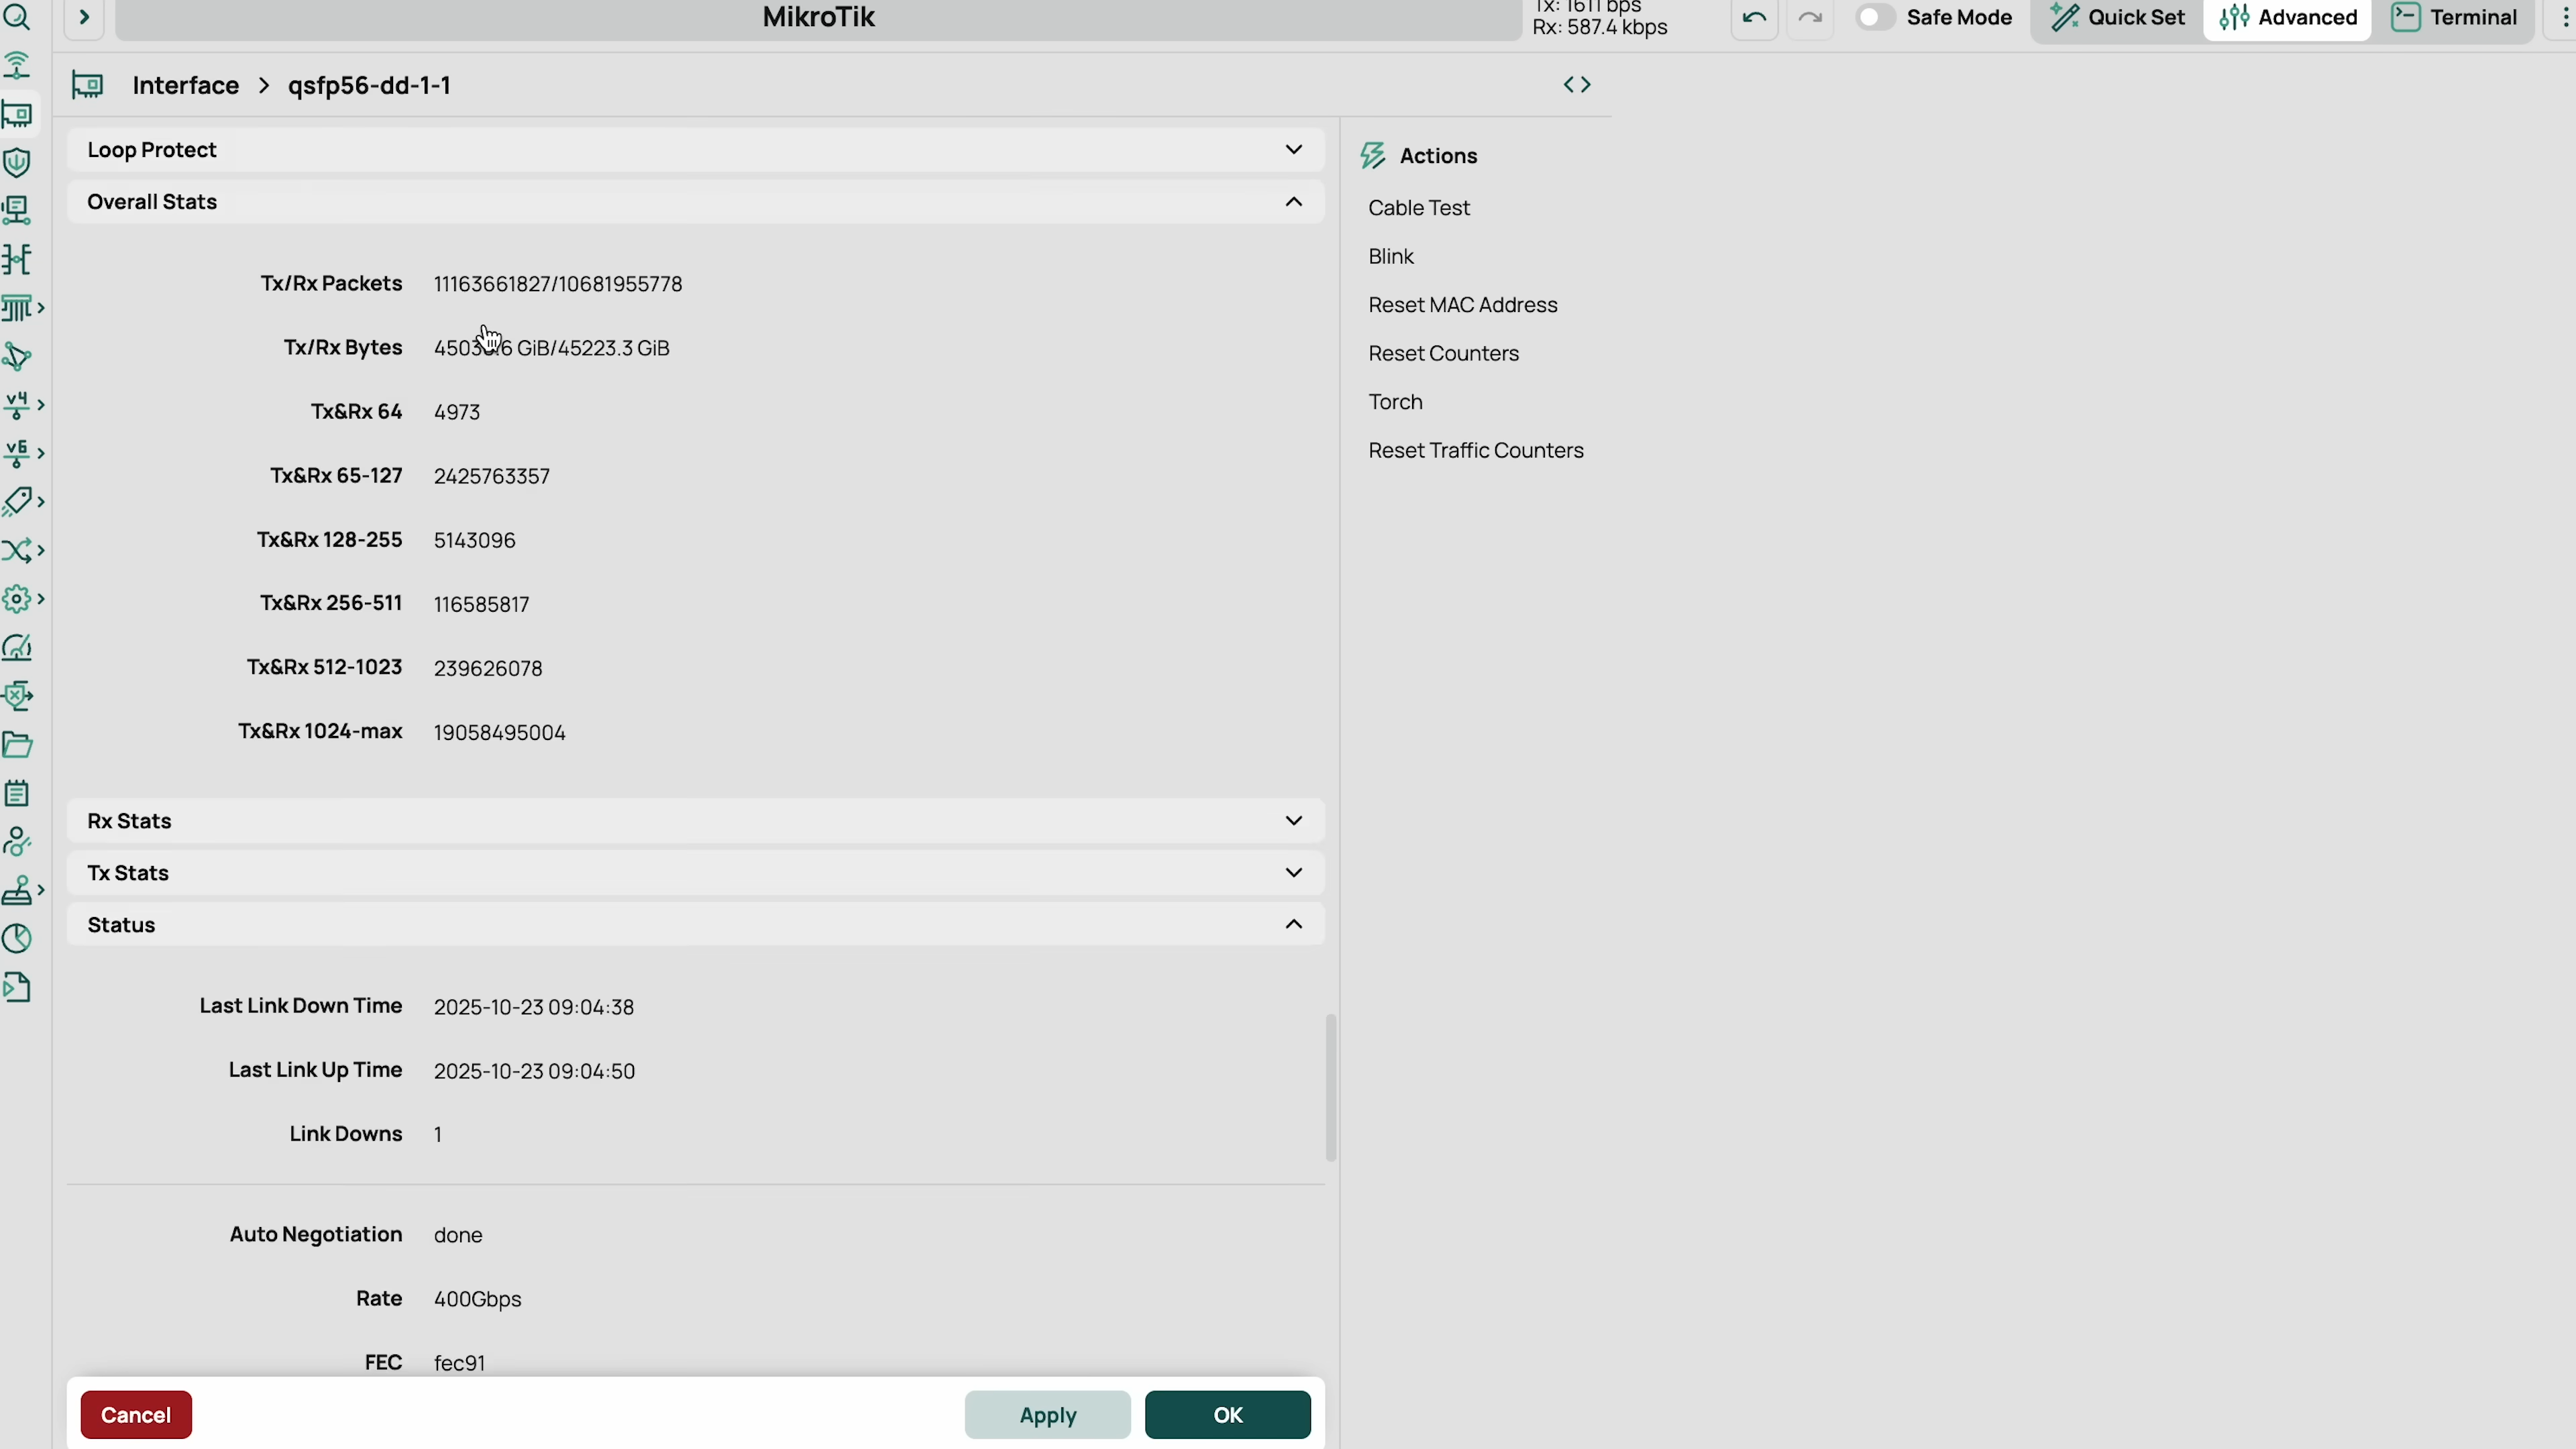 MikroTik
Tx: 1611 bps
Rx: 587.4 kbps
Safe Mode
Quick Set
Advanced
Terminal
Interface > qsfp56-dd-1-1
<>
Loop Protect
Overall Stats
Tx/Rx Packets 11163661827/10681955778
Tx/Rx Bytes GiB/45223.3 GiB
Tx&Rx 64 4973
Tx&Rx 65-127 2425763357
Tx&Rx 128-255 5143096
Tx&Rx 256-511 116585817
Tx&Rx 512-1023 239626078
Tx&Rx 1024-max 19058495004
Rx Stats
Tx Stats
Status
Last Link Down Time 2025-10-23 09:04:38
Last Link Up Time 2025-10-23 09:04:50
Link Downs 1
Auto Negotiation done
Rate 400Gbps
FEC fec91
Cancel
Apply
OK
Actions
Cable Test
Blink
Reset MAC Address
Reset Counters
Torch
Reset Traffic Counters
v4
v6